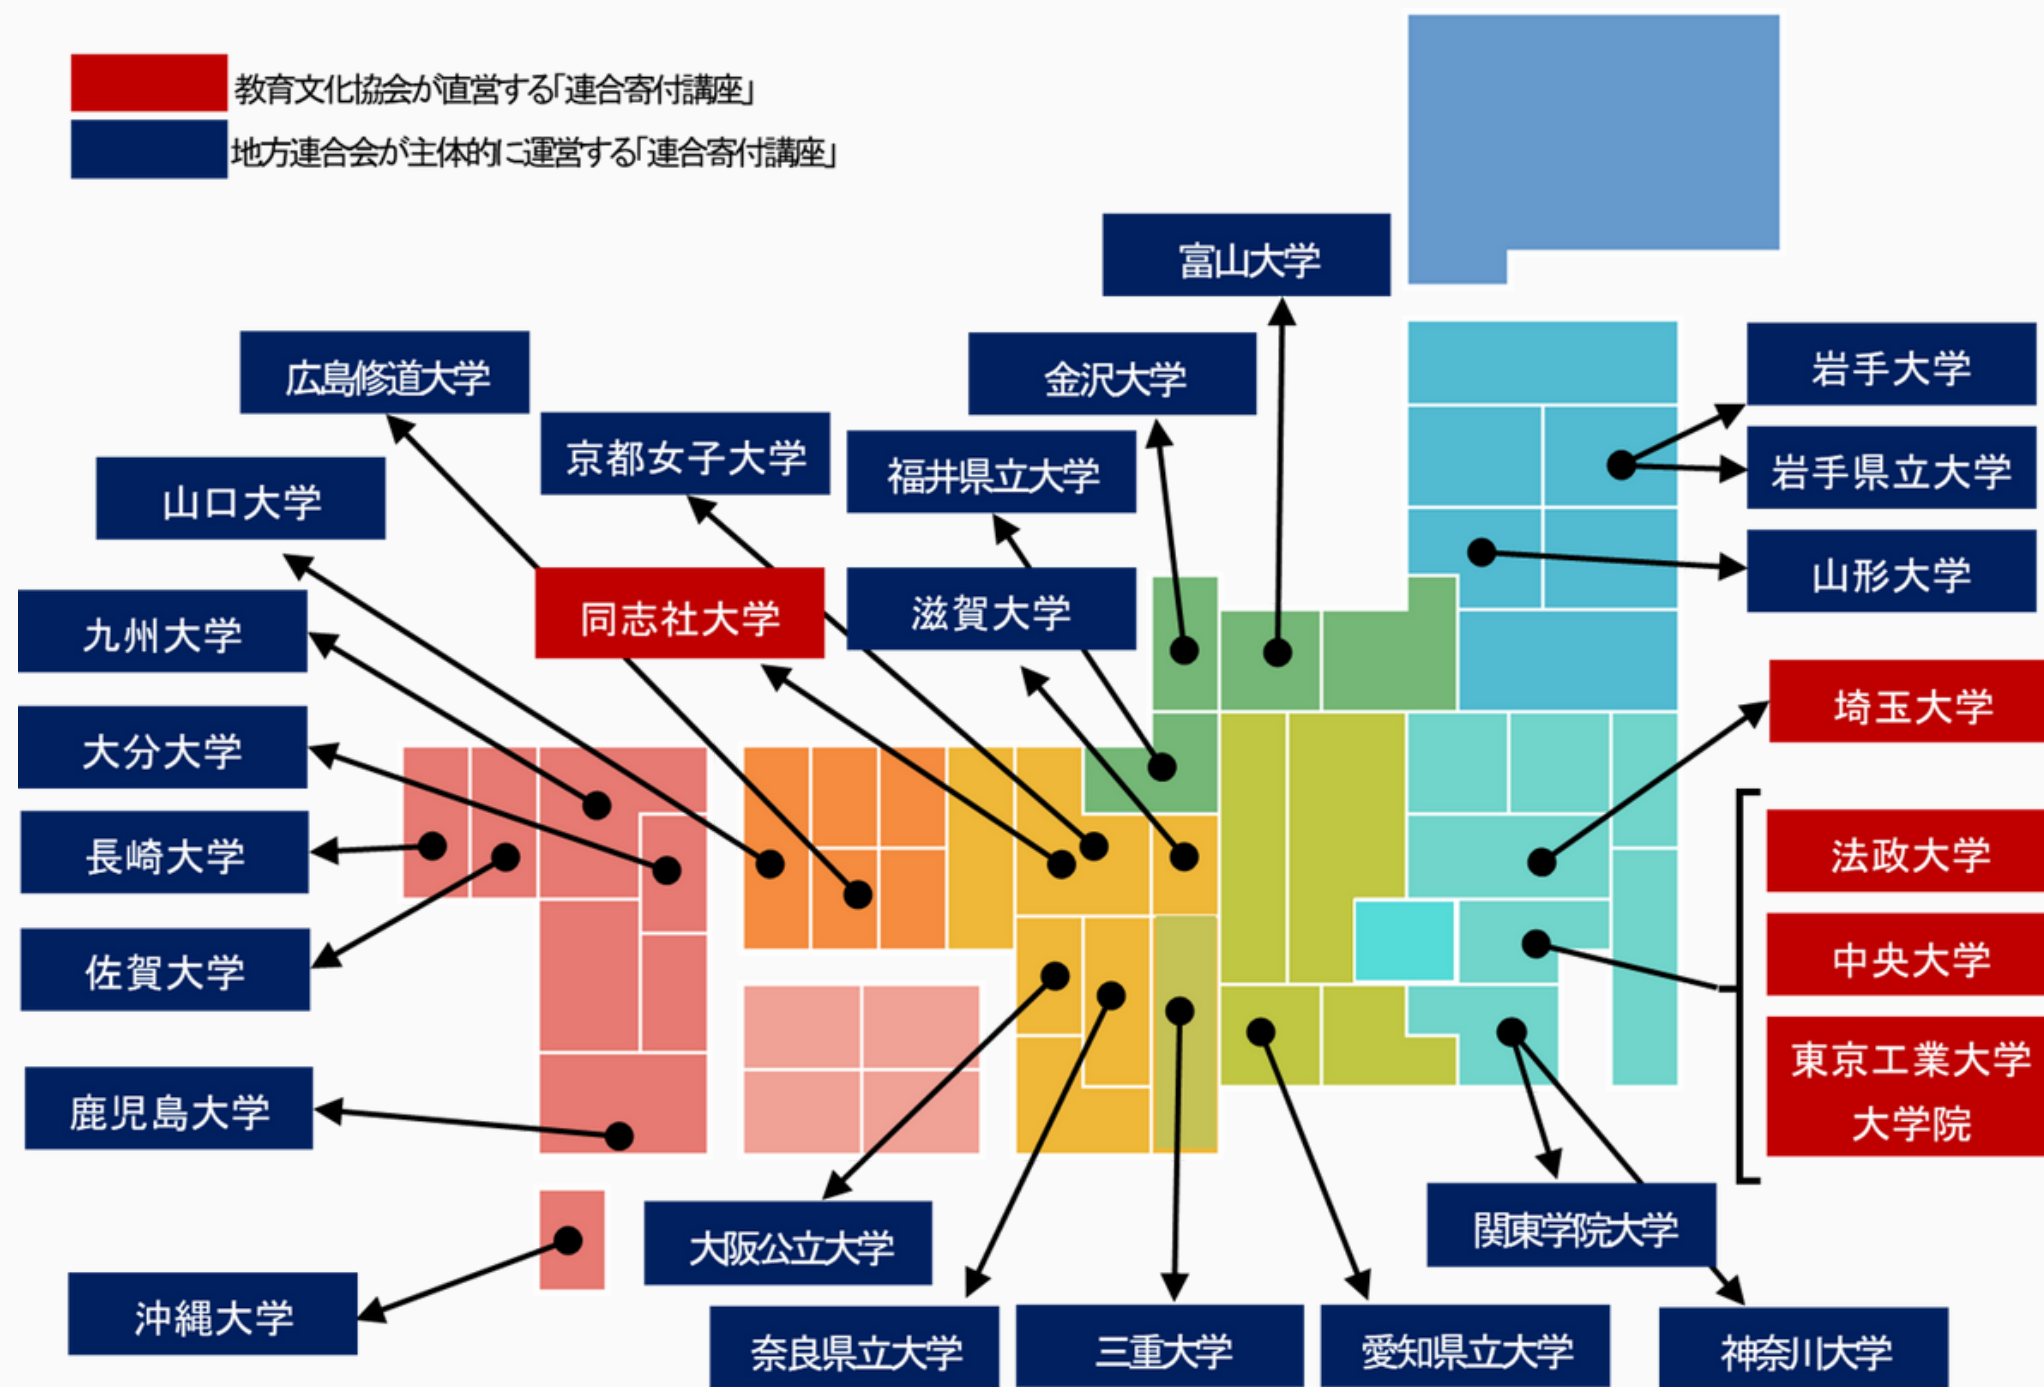 教育文化協会が直営する「連合寄付講座」
地方連合会が主体的に運営する「連合寄付講座」
富山大学
広島修道大学
金沢大学
岩手大学
京都女子大学
福井県立大学
岩手県立大学
山口大学
山形大学
同志社大学
滋賀大学
九州大学
埼玉大学
大分大学
長崎大学
法政大学
佐賀大学
中央大学
東京工業大学
大学院
鹿児島大学
大阪公立大学
関東学院大学
沖縄大学
奈良県立大学
三重大学
愛知県立大学
神奈川大学